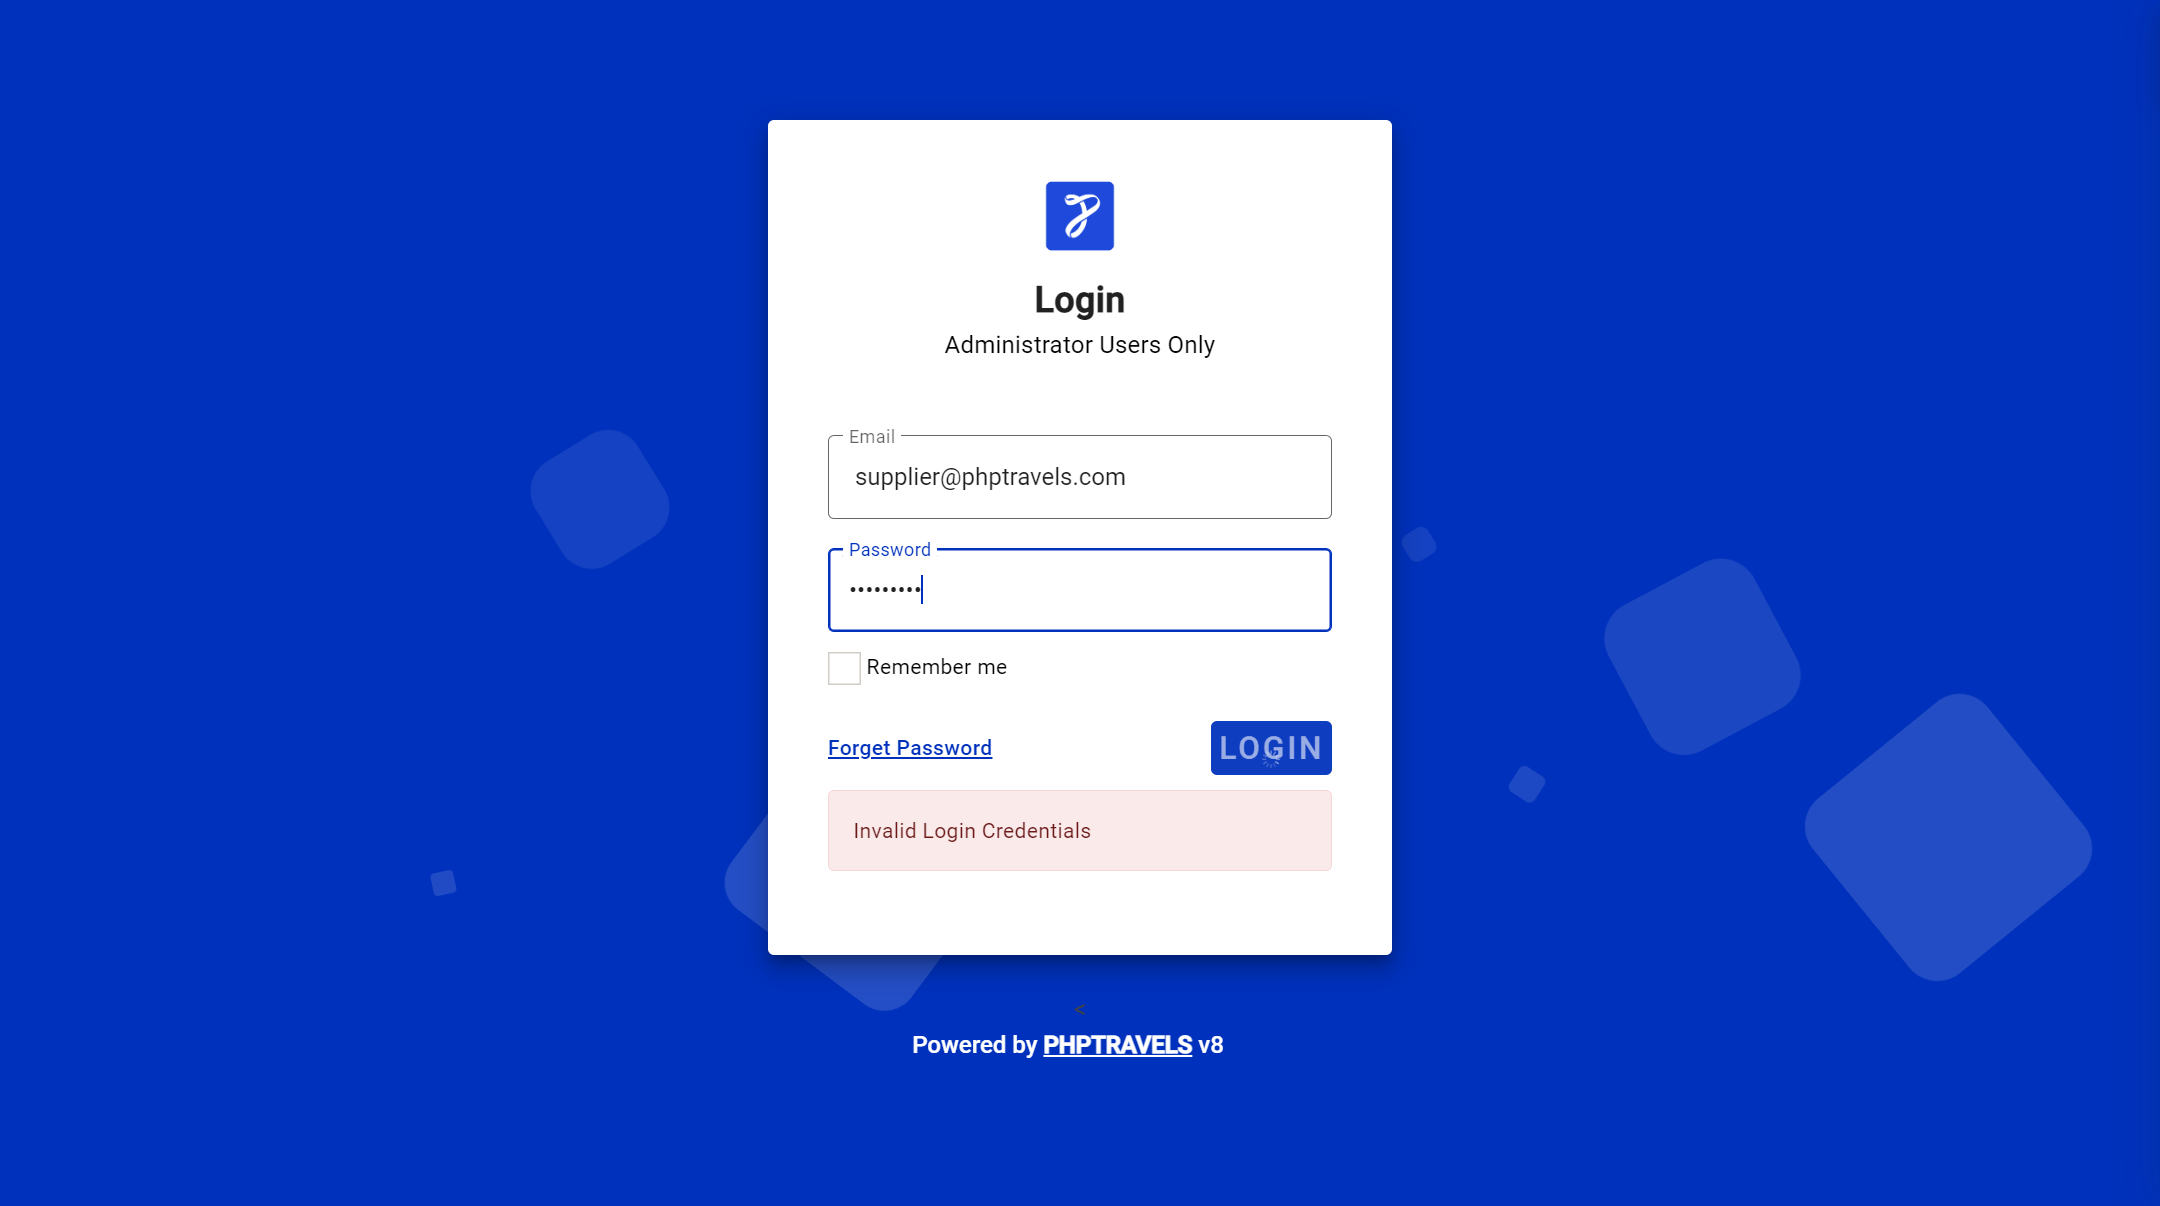 Login
Administrator Users Only
Email
supplier@phptravels.com
Password
•••••••••
Remember me
Forget Password
LOGIN
Invalid Login Credentials
<
Powered by PHPTRAVELS v8